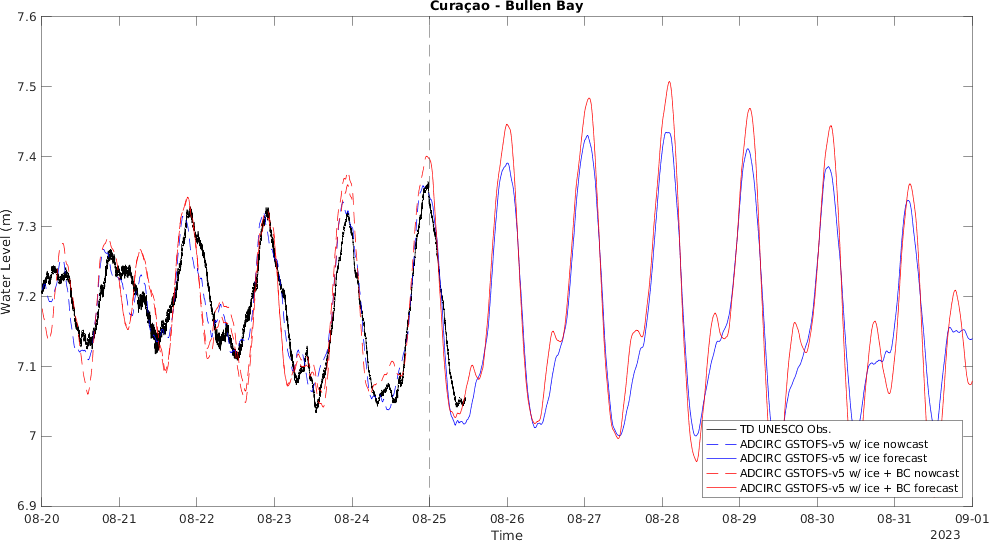 Curaçao - Bullen Bay
7.6
7.5
7.4
7.3
7.2
7.1
7
6.9
Water Level (m)
TD UNESCO Obs.
ADCIRC GSTOFS-v5 w/ ice nowcast
ADCIRC GSTOFS-v5 w/ ice forecast
ADCIRC GSTOFS-v5 w/ ice + BC nowcast
ADCIRC GSTOFS-v5 w/ ice + BC forecast
08-20 08-21 08-22 08-23 08-24 08-25 08-26 08-27 08-28 08-29 08-30 08-31 09-01
Time
2023